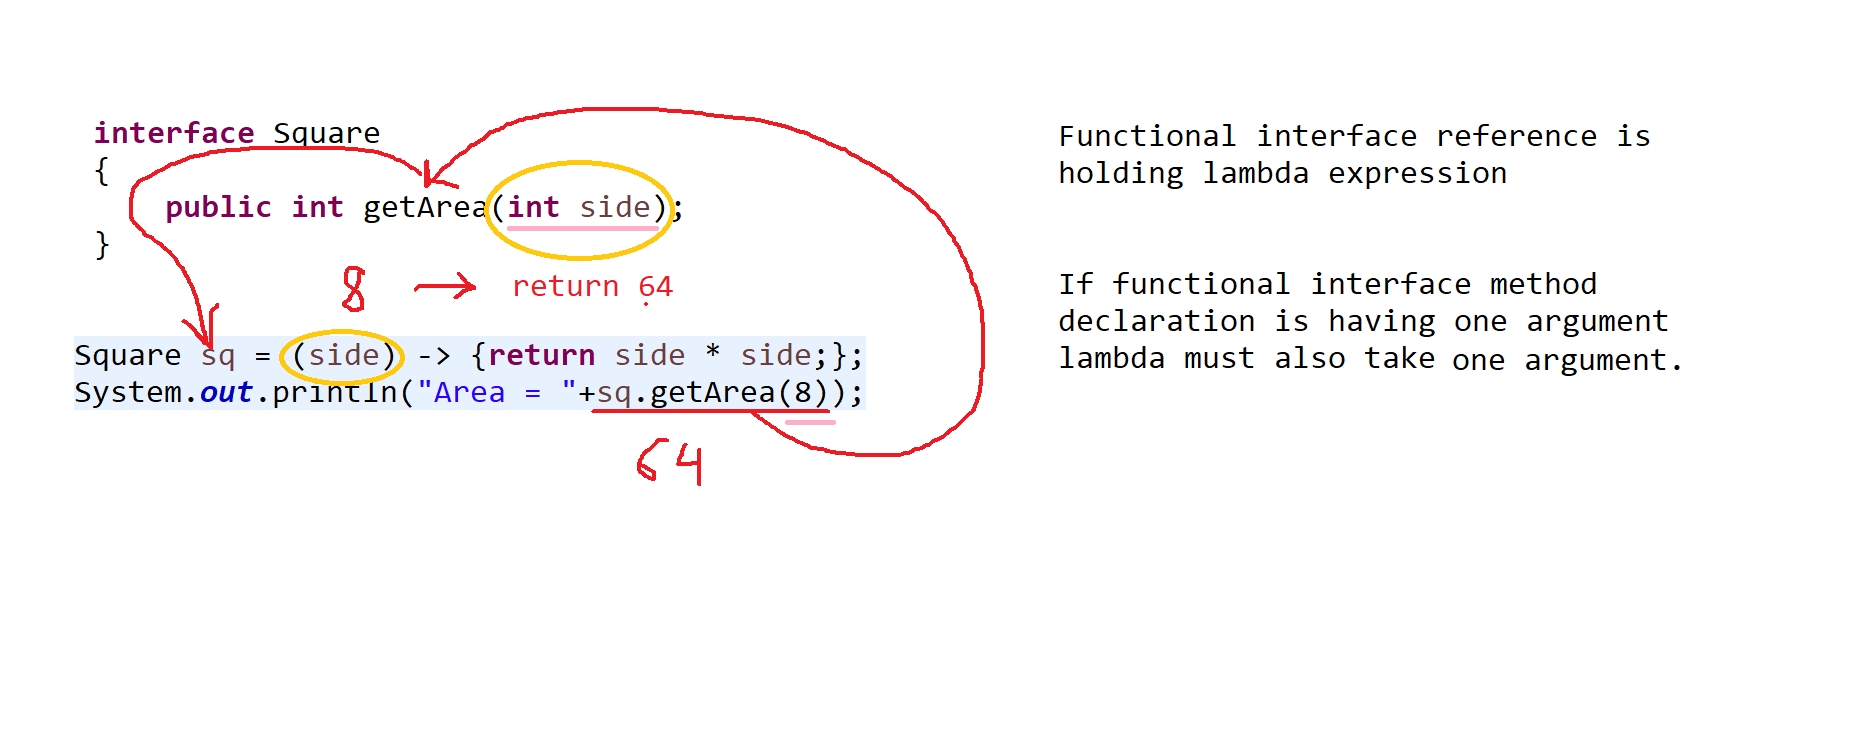 interface Square
{
public int getArea(int side);
}
8 → return 64
Square sq = (side) -> {return side * side;};
System.out.println("Area = "+sq.getArea(8));
64
Functional interface reference is
holding lambda expression
If functional interface method
declaration is having one argument
lambda must also take one argument.